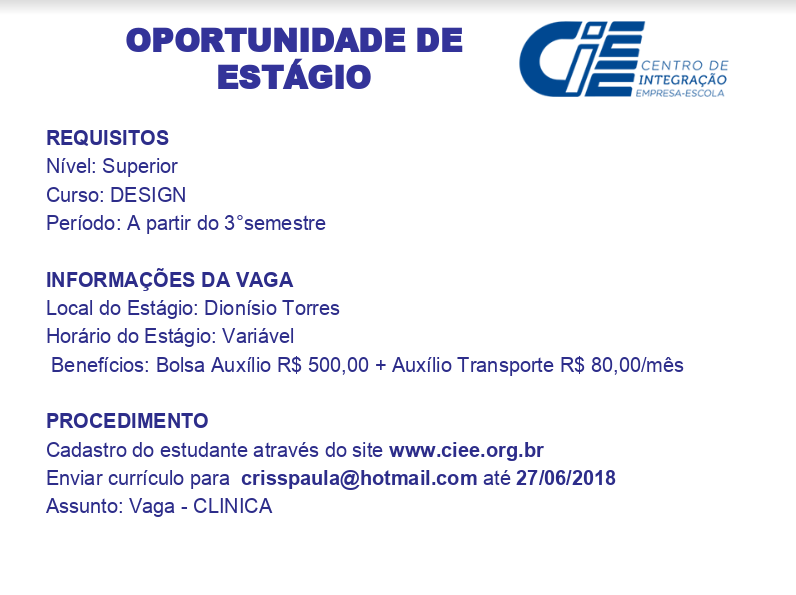 OPORTUNIDADE DE
ESTÁGIO
CIEE
CENTRO DE
INTEGRAÇÃO
EMPRESA-ESCOLA
REQUISITOS
Nível: Superior
Curso: DESIGN
Período: A partir do 3°semestre
INFORMAÇÕES DA VAGA
Local do Estágio: Dionísio Torres
Horário do Estágio: Variável
Benefícios: Bolsa Auxílio R$ 500,00 + Auxílio Transporte R$ 80,00/mês
PROCEDIMENTO
Cadastro do estudante através do site www.ciee.org.br
Enviar currículo para crisspaula@hotmail.com até 27/06/2018
Assunto: Vaga - CLINICA